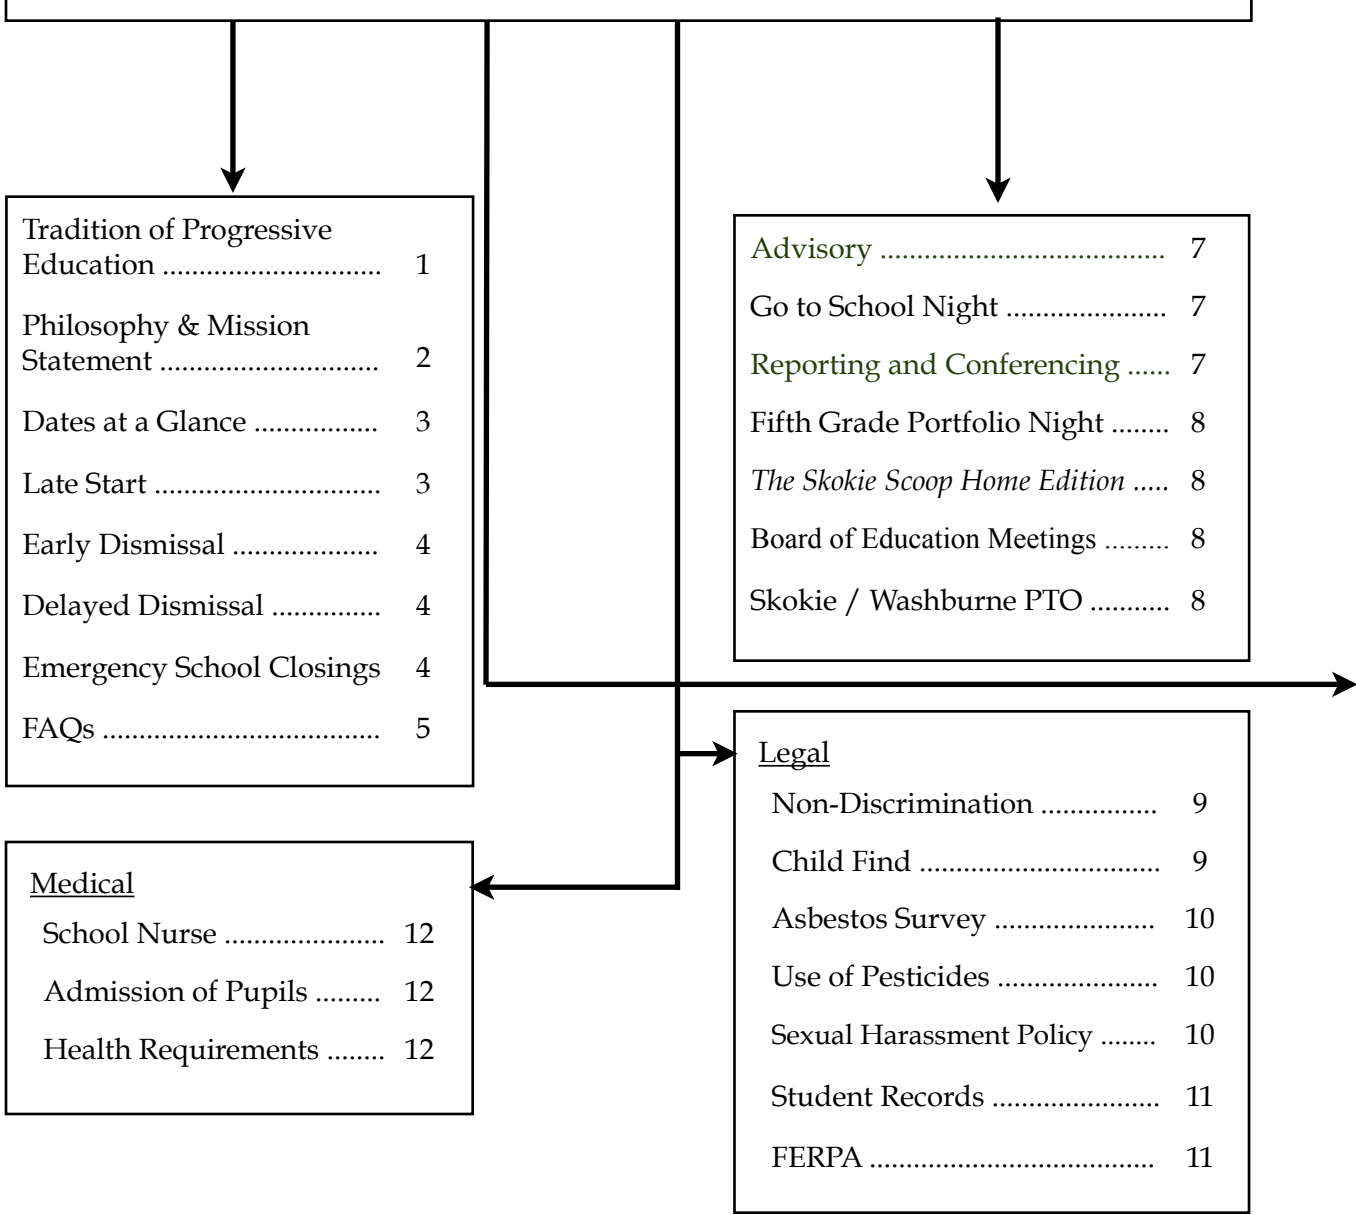 Tradition of Progressive
Education .............................. 1
Philosophy & Mission
Statement .............................. 2
Dates at a Glance ................. 3
Late Start ............................... 3
Early Dismissal .................... 4
Delayed Dismissal ............... 4
Emergency School Closings 4
FAQs ...................................... 5
Medical
School Nurse ...................... 12
Admission of Pupils ......... 12
Health Requirements ........ 12
Advisory ....................................... 7
Go to School Night ...................... 7
Reporting and Conferencing ...... 7
Fifth Grade Portfolio Night ........ 8
The Skokie Scoop Home Edition ..... 8
Board of Education Meetings ......... 8
Skokie / Washburne PTO ........... 8
Legal
Non-Discrimination ................ 9
Child Find ................................. 9
Asbestos Survey ...................... 10
Use of Pesticides ...................... 10
Sexual Harassment Policy ........ 10
Student Records ....................... 11
FERPA ....................................... 11